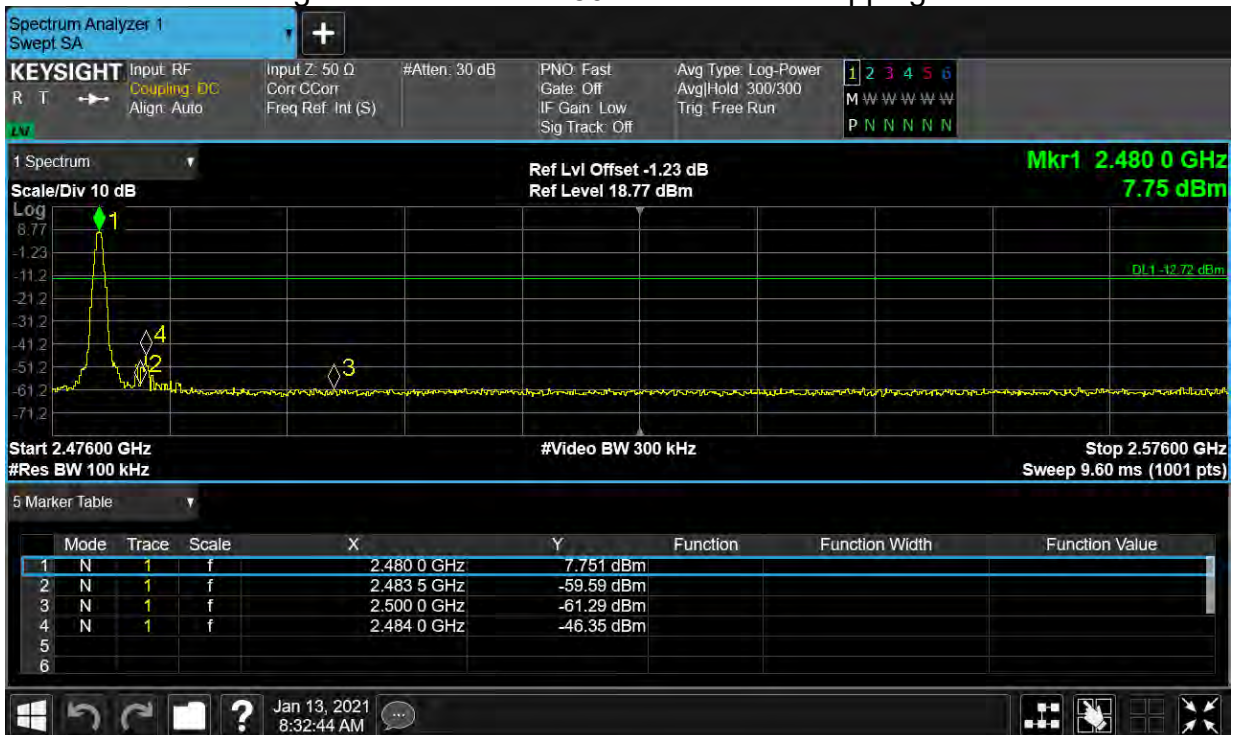 Spectrum Analyzer 1
Swept SA
+
KEYSIGHT Input: RF Input Z: 50 Ω #Atten: 30 dB PNO: Fast Avg Type: Log-Power 1 2 3 4 5 6
R T Coupling: DC Corr CCorr Gate: Off Avg|Hold: 300/300 M W W W W W
Align: Auto Freq Ref: Int (S) IF Gain: Low Trig: Free Run
LXI Sig Track: Off P N N N N N
1 Spectrum Ref Lvl Offset -1.23 dB Mkr1 2.480 0 GHz
Scale/Div 10 dB Ref Level 18.77 dBm 7.75 dBm
Log
1
8.77
-1.23
DL1 -12.72 dBm
-11.2
-21.2
-31.2
4
-41.2
2
3
-51.2
-61.2
-71.2
Start 2.47600 GHz #Video BW 300 kHz Stop 2.57600 GHz
#Res BW 100 kHz Sweep 9.60 ms (1001 pts)
5 Marker Table
Mode Trace Scale X Y Function Function Width Function Value
1 N 1 f 2.480 0 GHz 7.751 dBm
2 N 1 f 2.483 5 GHz -59.59 dBm
3 N 1 f 2.500 0 GHz -61.29 dBm
4 N 1 f 2.484 0 GHz -46.35 dBm
5
6
? Jan 13, 2021
8:32:44 AM